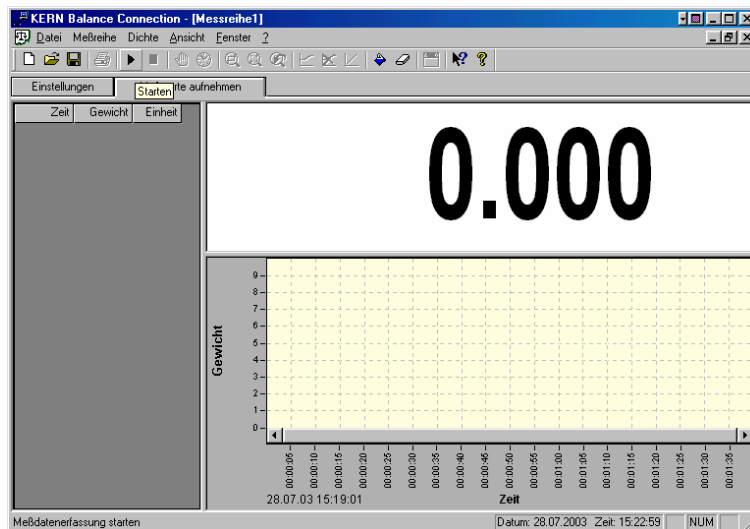 KERN Balance Connection - [Messreihe1]
Datei Meßreihe Dichte Ansicht Fenster ?
Einstellungen
rte aufnehmen
Starten
Zeit Gewicht Einheit
0.000
Gewicht
9
8
7
6
5
4
3
2
1
0
00:00:05 00:00:10 00:00:15 00:00:20 00:00:25 00:00:30 00:00:35 00:00:40 00:00:45 00:00:50 00:00:55 00:01:00 00:01:05 00:01:10 00:01:15 00:01:20 00:01:25 00:01:30 00:01:35
28.07.03 15:19:01 Zeit
Meßdatenerfassung starten Datum: 28.07.2003 Zeit: 15:22:59 NUM